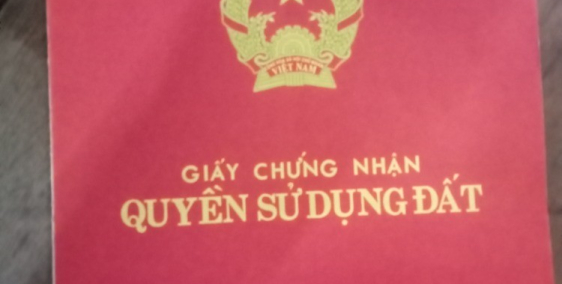 VIỆT NAM
GIẤY CHỨNG NHẬN
QUYỀN SỬ DỤNG ĐẤT